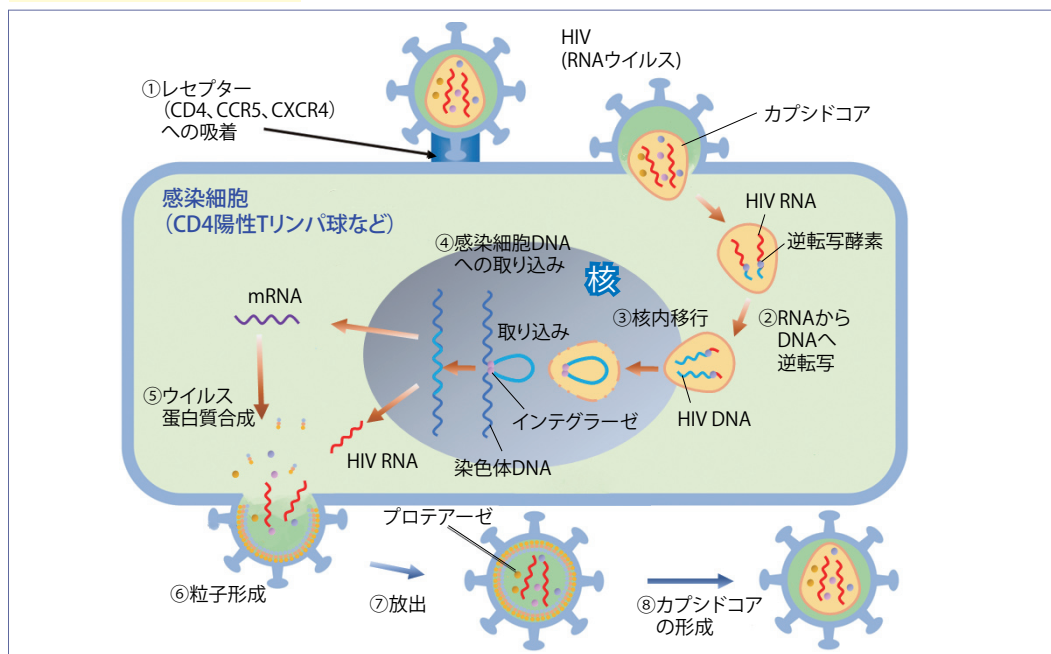 HIV
(RNAウイルス)
①レセプター
（CD4、CCR5、CXCR4）
への吸着
カプシドコア
感染細胞
（CD4陽性Tリンパ球など）
HIV RNA
逆転写酵素
④感染細胞DNA
への取り込み
核
mRNA
取り込み
③核内移行
②RNAから
DNAへ
逆転写
⑤ウイルス
蛋白質合成
インテグラーゼ
HIV DNA
HIV RNA
染色体DNA
プロテアーゼ
⑥粒子形成
⑦放出
⑧カプシドコア
の形成